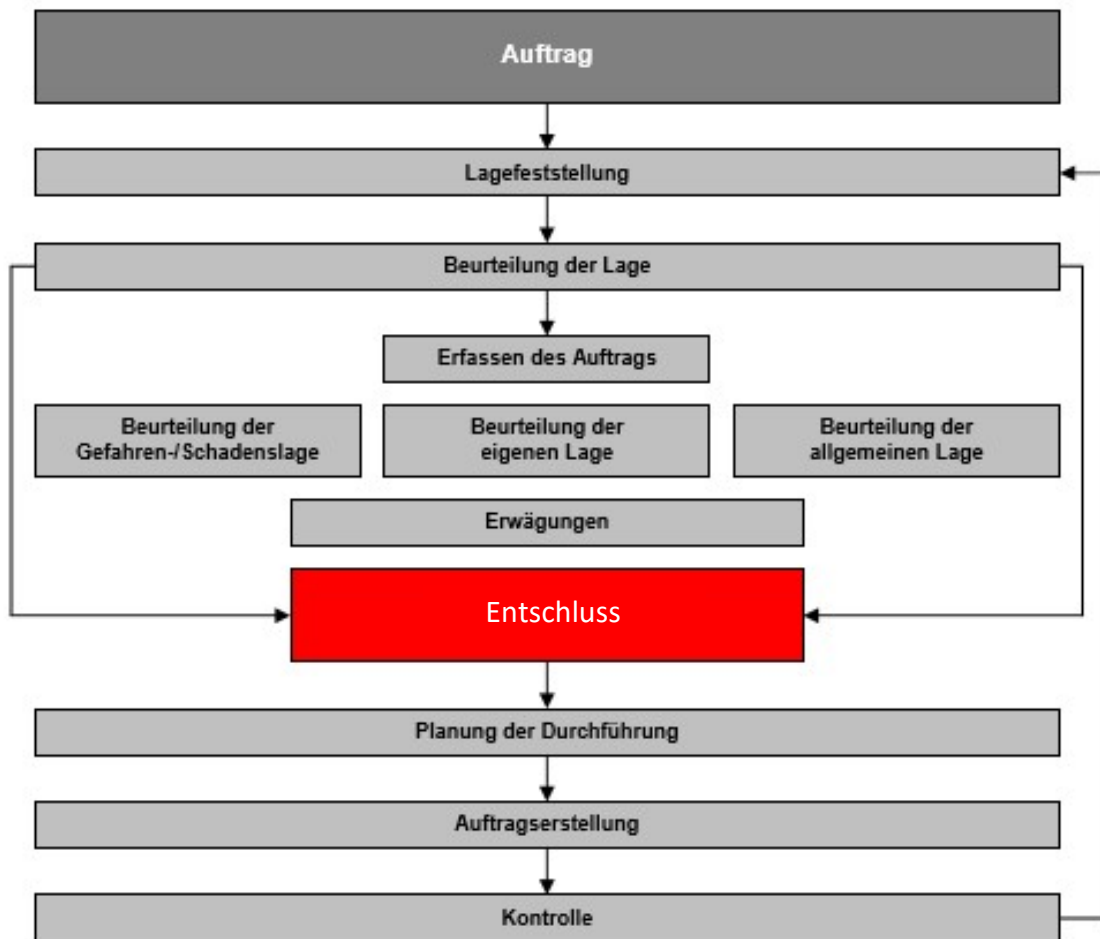 Auftrag
Lagefeststellung
Beurteilung der Lage
Erfassen des Auftrags
Beurteilung der
Gefahren-/Schadenslage
Beurteilung der
eigenen Lage
Beurteilung der
allgemeinen Lage
Erwägungen
Entschluss
Planung der Durchführung
Auftragserstellung
Kontrolle